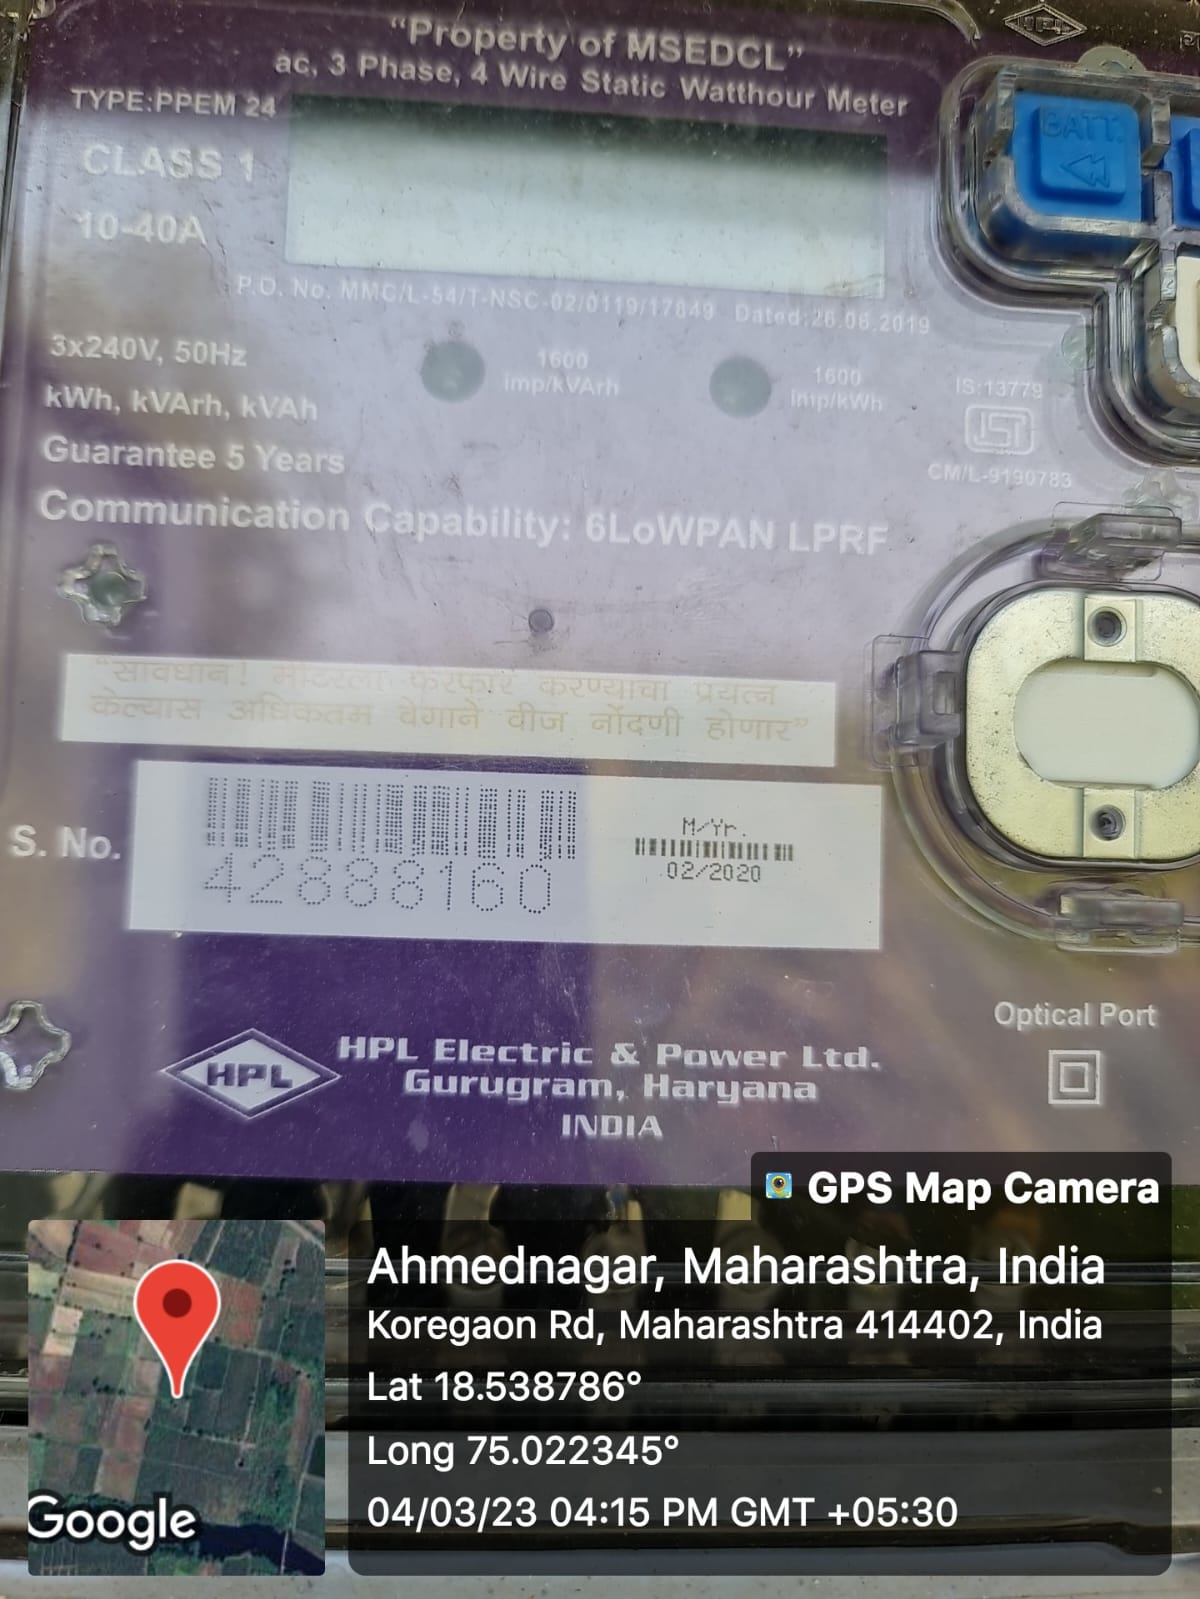 "Property of MSEDCL"
ac, 3 Phase, 4 Wire Static Watthour Meter
TYPE:PPEM 24
CLASS 1
10-40A
BATT.
P.O. No. MMC/L-54/T-NSC-02/0119/17849 Dated:26.06.2019
3x240V, 50Hz
kWh, kVArh, kVAh
Guarantee 5 Years
1600
imp/kVArh
1600
imp/kWh
IS:13779
ISI
CM/L-9190783
Communication Capability: 6LoWPAN LPRF
"सावधान! मीटरला फेरफार करण्याचा प्रयत्न
केल्यास अधिकतम वेगाने वीज नोंदणी होणार"
S. No.
42888160
M/Yr.
02/2020
HPL
HPL Electric & Power Ltd.
Gurugram, Haryana
INDIA
Optical Port
GPS Map Camera
Ahmednagar, Maharashtra, India
Koregaon Rd, Maharashtra 414402, India
Lat 18.538786°
Long 75.022345°
04/03/23 04:15 PM GMT +05:30
Google